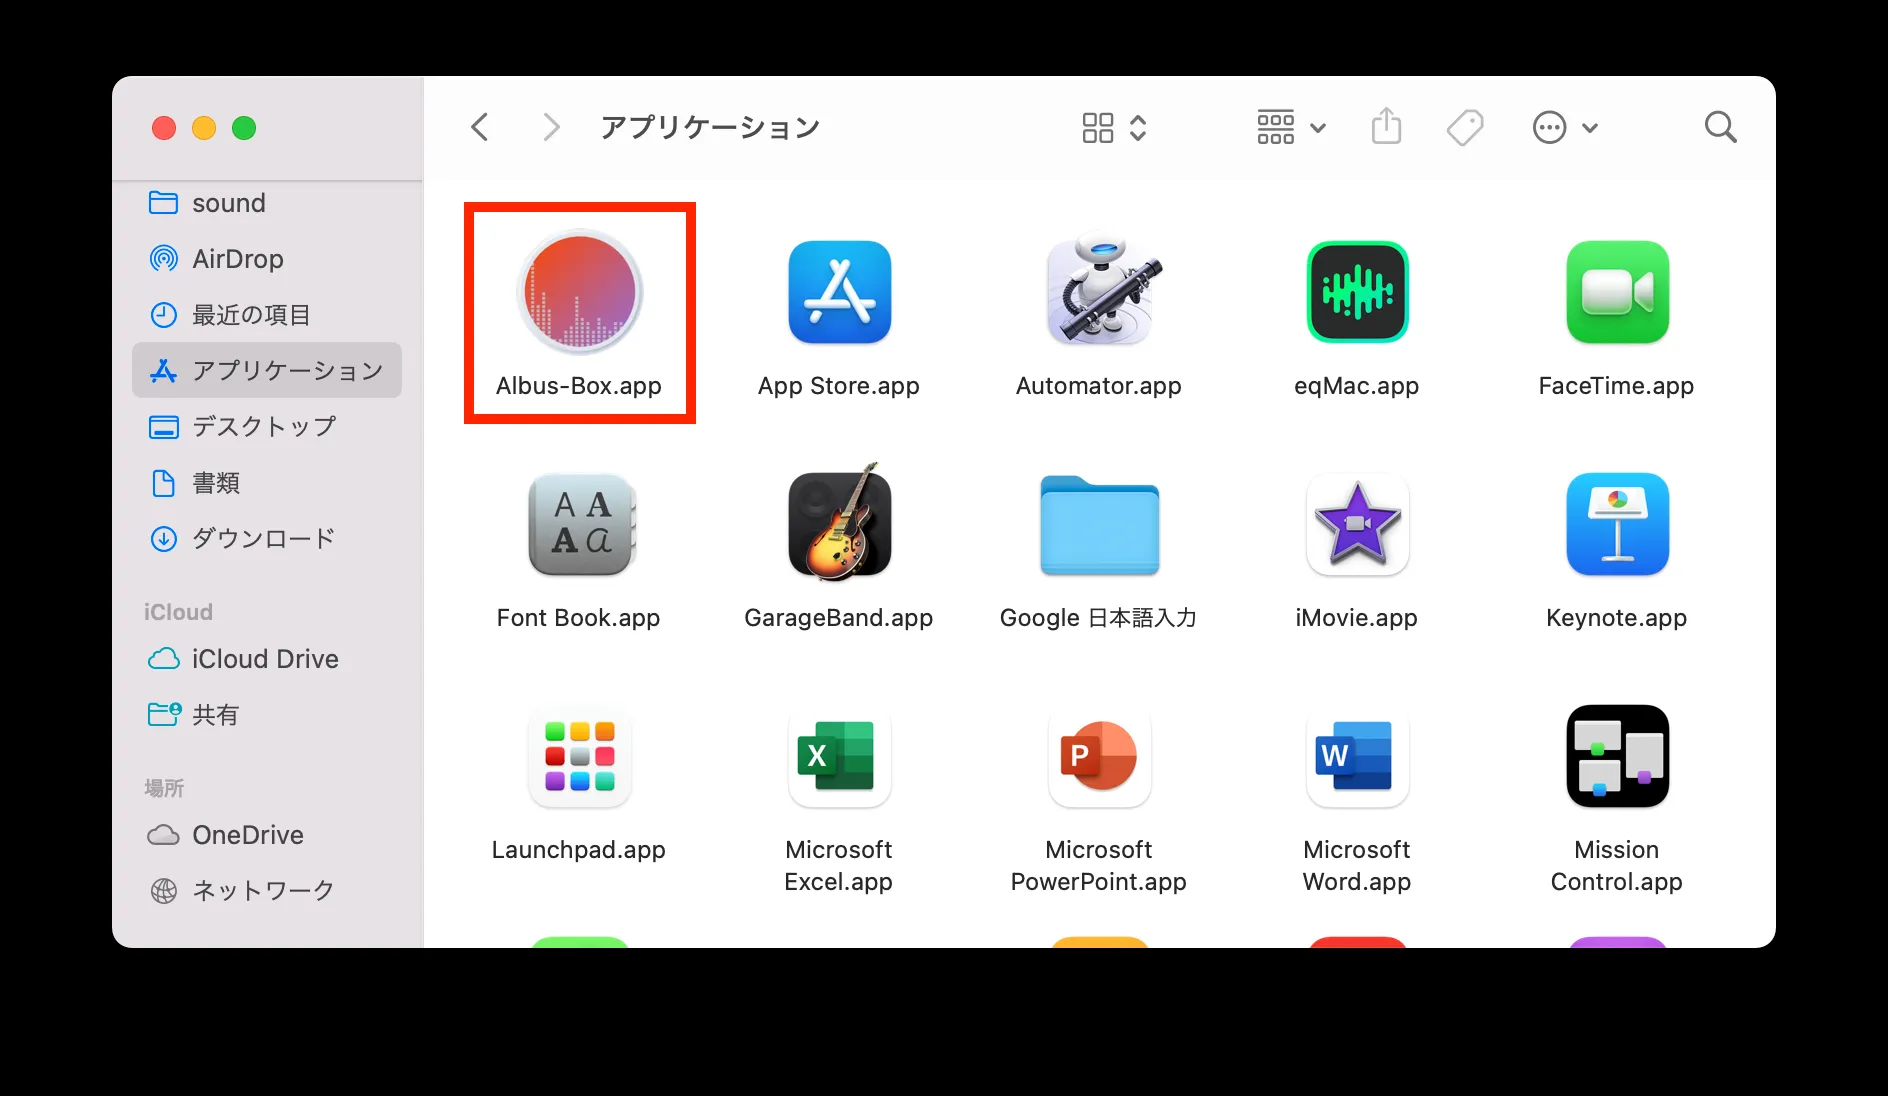 アプリケーション
sound
AirDrop
最近の項目
アプリケーション
デスクトップ
書類
ダウンロード
iCloud
iCloud Drive
共有
場所
OneDrive
ネットワーク
Albus-Box.app
App Store.app
Automator.app
eqMac.app
FaceTime.app
A A
A a
Font Book.app
GarageBand.app
Google 日本語入力
iMovie.app
Keynote.app
X
P
W
Launchpad.app
Microsoft
Excel.app
Microsoft
PowerPoint.app
Microsoft
Word.app
Mission
Control.app